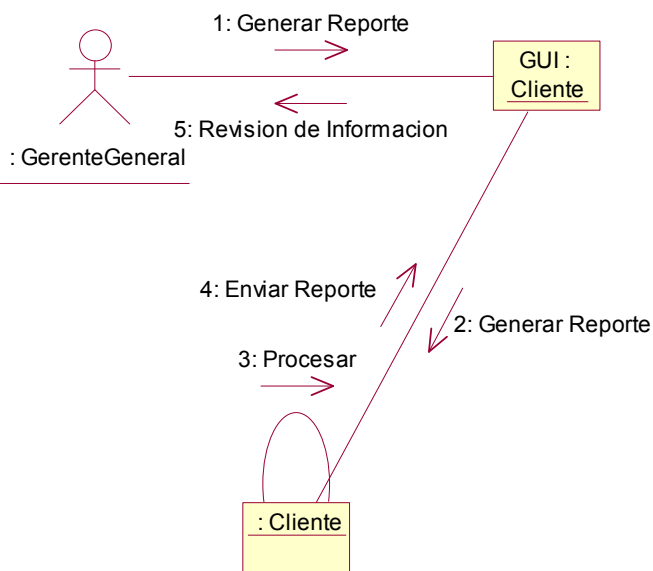 1: Generar Reporte
GUI :
Cliente
5: Revision de Informacion
: GerenteGeneral
4: Enviar Reporte
2: Generar Reporte
3: Procesar
: Cliente